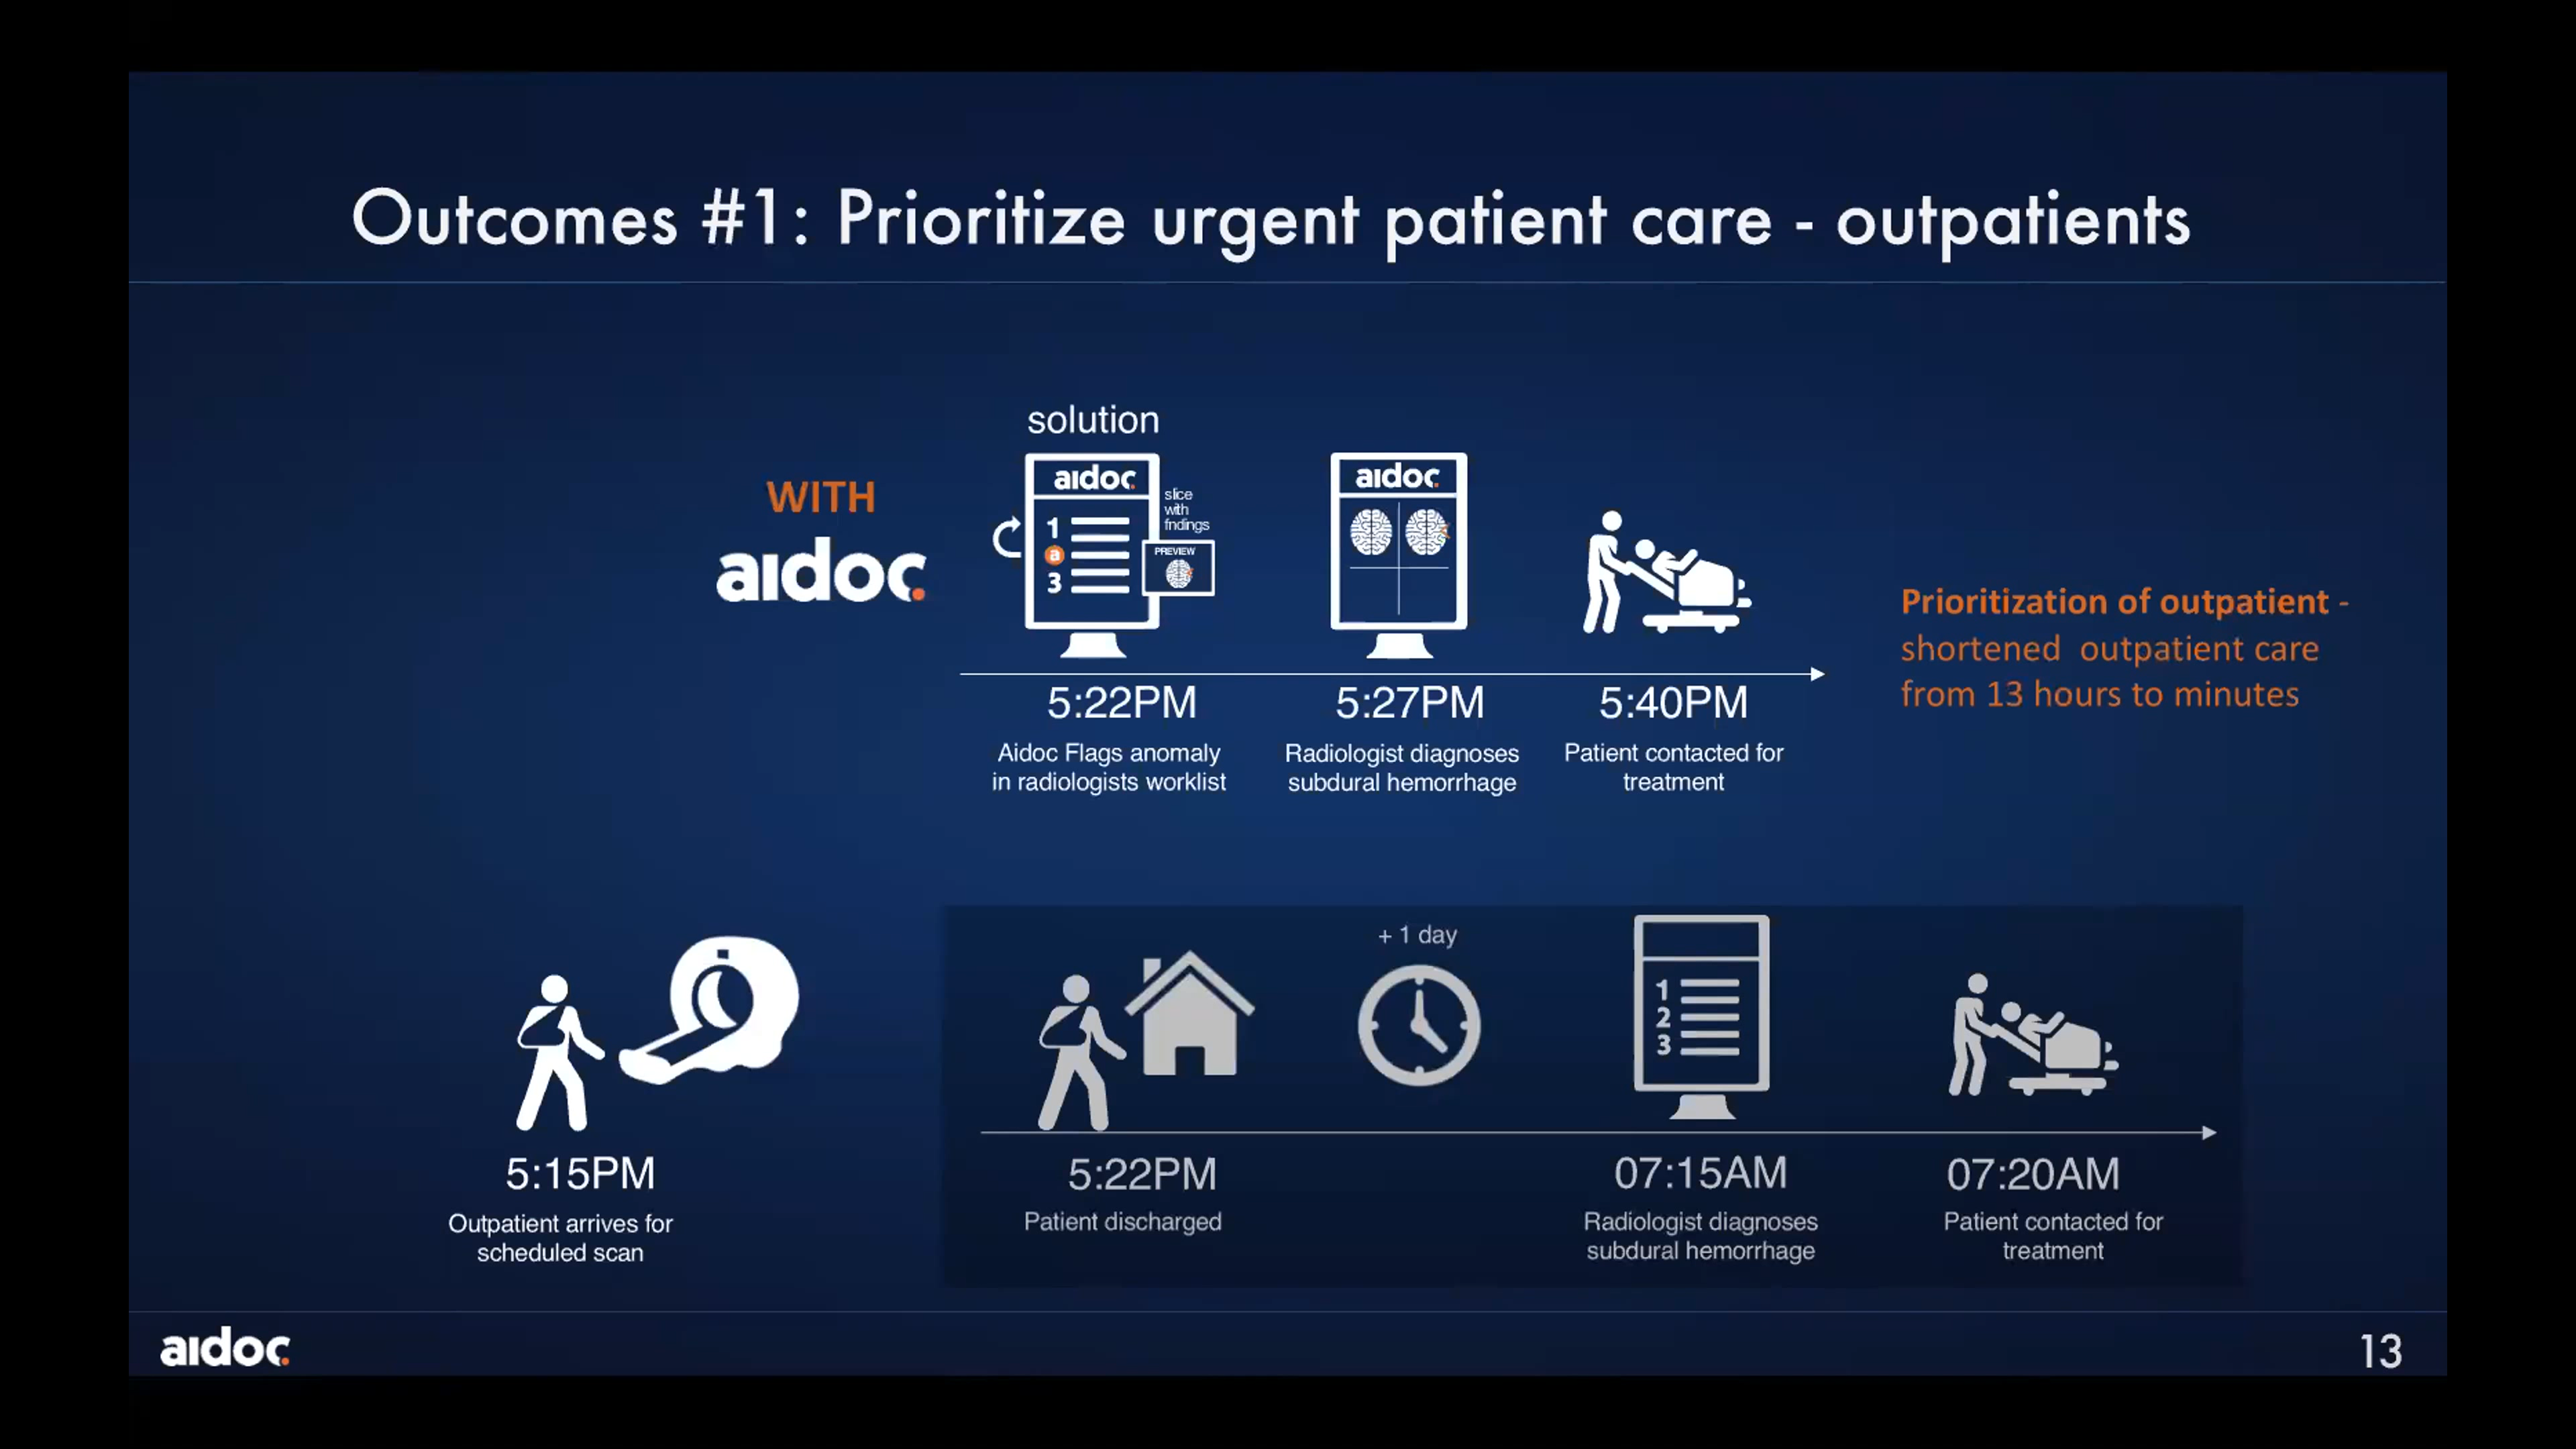 Outcomes #1: Prioritize urgent patient care - outpatients
solution
WITH
aidoc.
aidoc.
1
a
3
slice
with
fndings
PREVIEW
aidoc.
5:22PM
Aidoc Flags anomaly
in radiologists worklist
5:27PM
Radiologist diagnoses
subdural hemorrhage
5:40PM
Patient contacted for
treatment
Prioritization of outpatient -
shortened outpatient care
from 13 hours to minutes
5:15PM
Outpatient arrives for
scheduled scan
5:22PM
Patient discharged
+ 1 day
1
2
3
07:15AM
Radiologist diagnoses
subdural hemorrhage
07:20AM
Patient contacted for
treatment
aidoc.
13